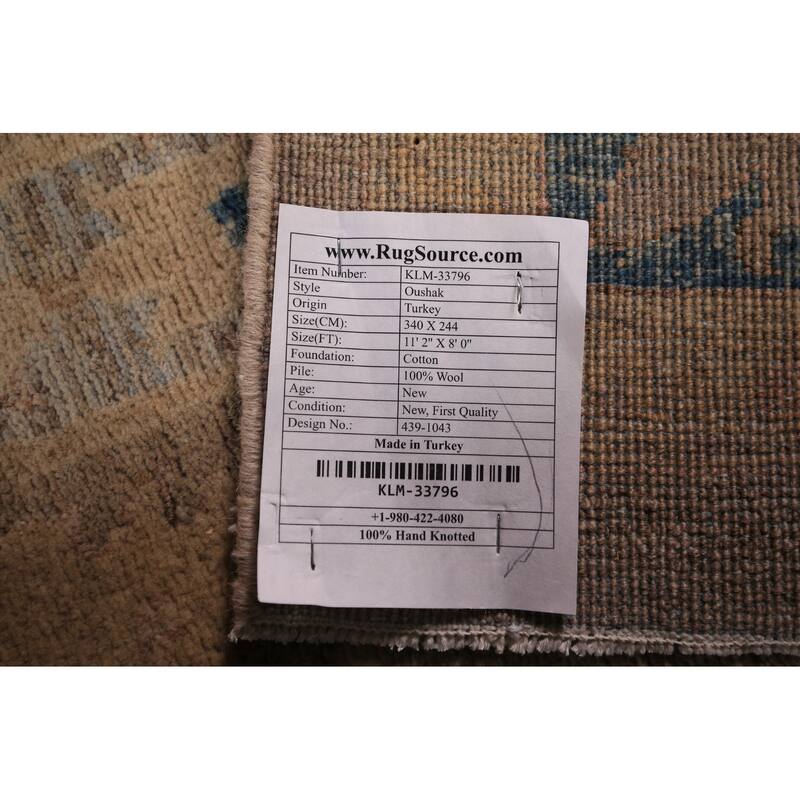 www.RugSource.com
Item Number: KLM-33796
Style Oushak
Origin Turkey
Size(CM): 340 X 244
Size(FT): 11' 2" X 8' 0"
Foundation: Cotton
Pile: 100% Wool
Age: New
Condition: New, First Quality
Design No.: 439-1043
Made in Turkey
KLM-33796
+1-980-422-4080
100% Hand Knotted